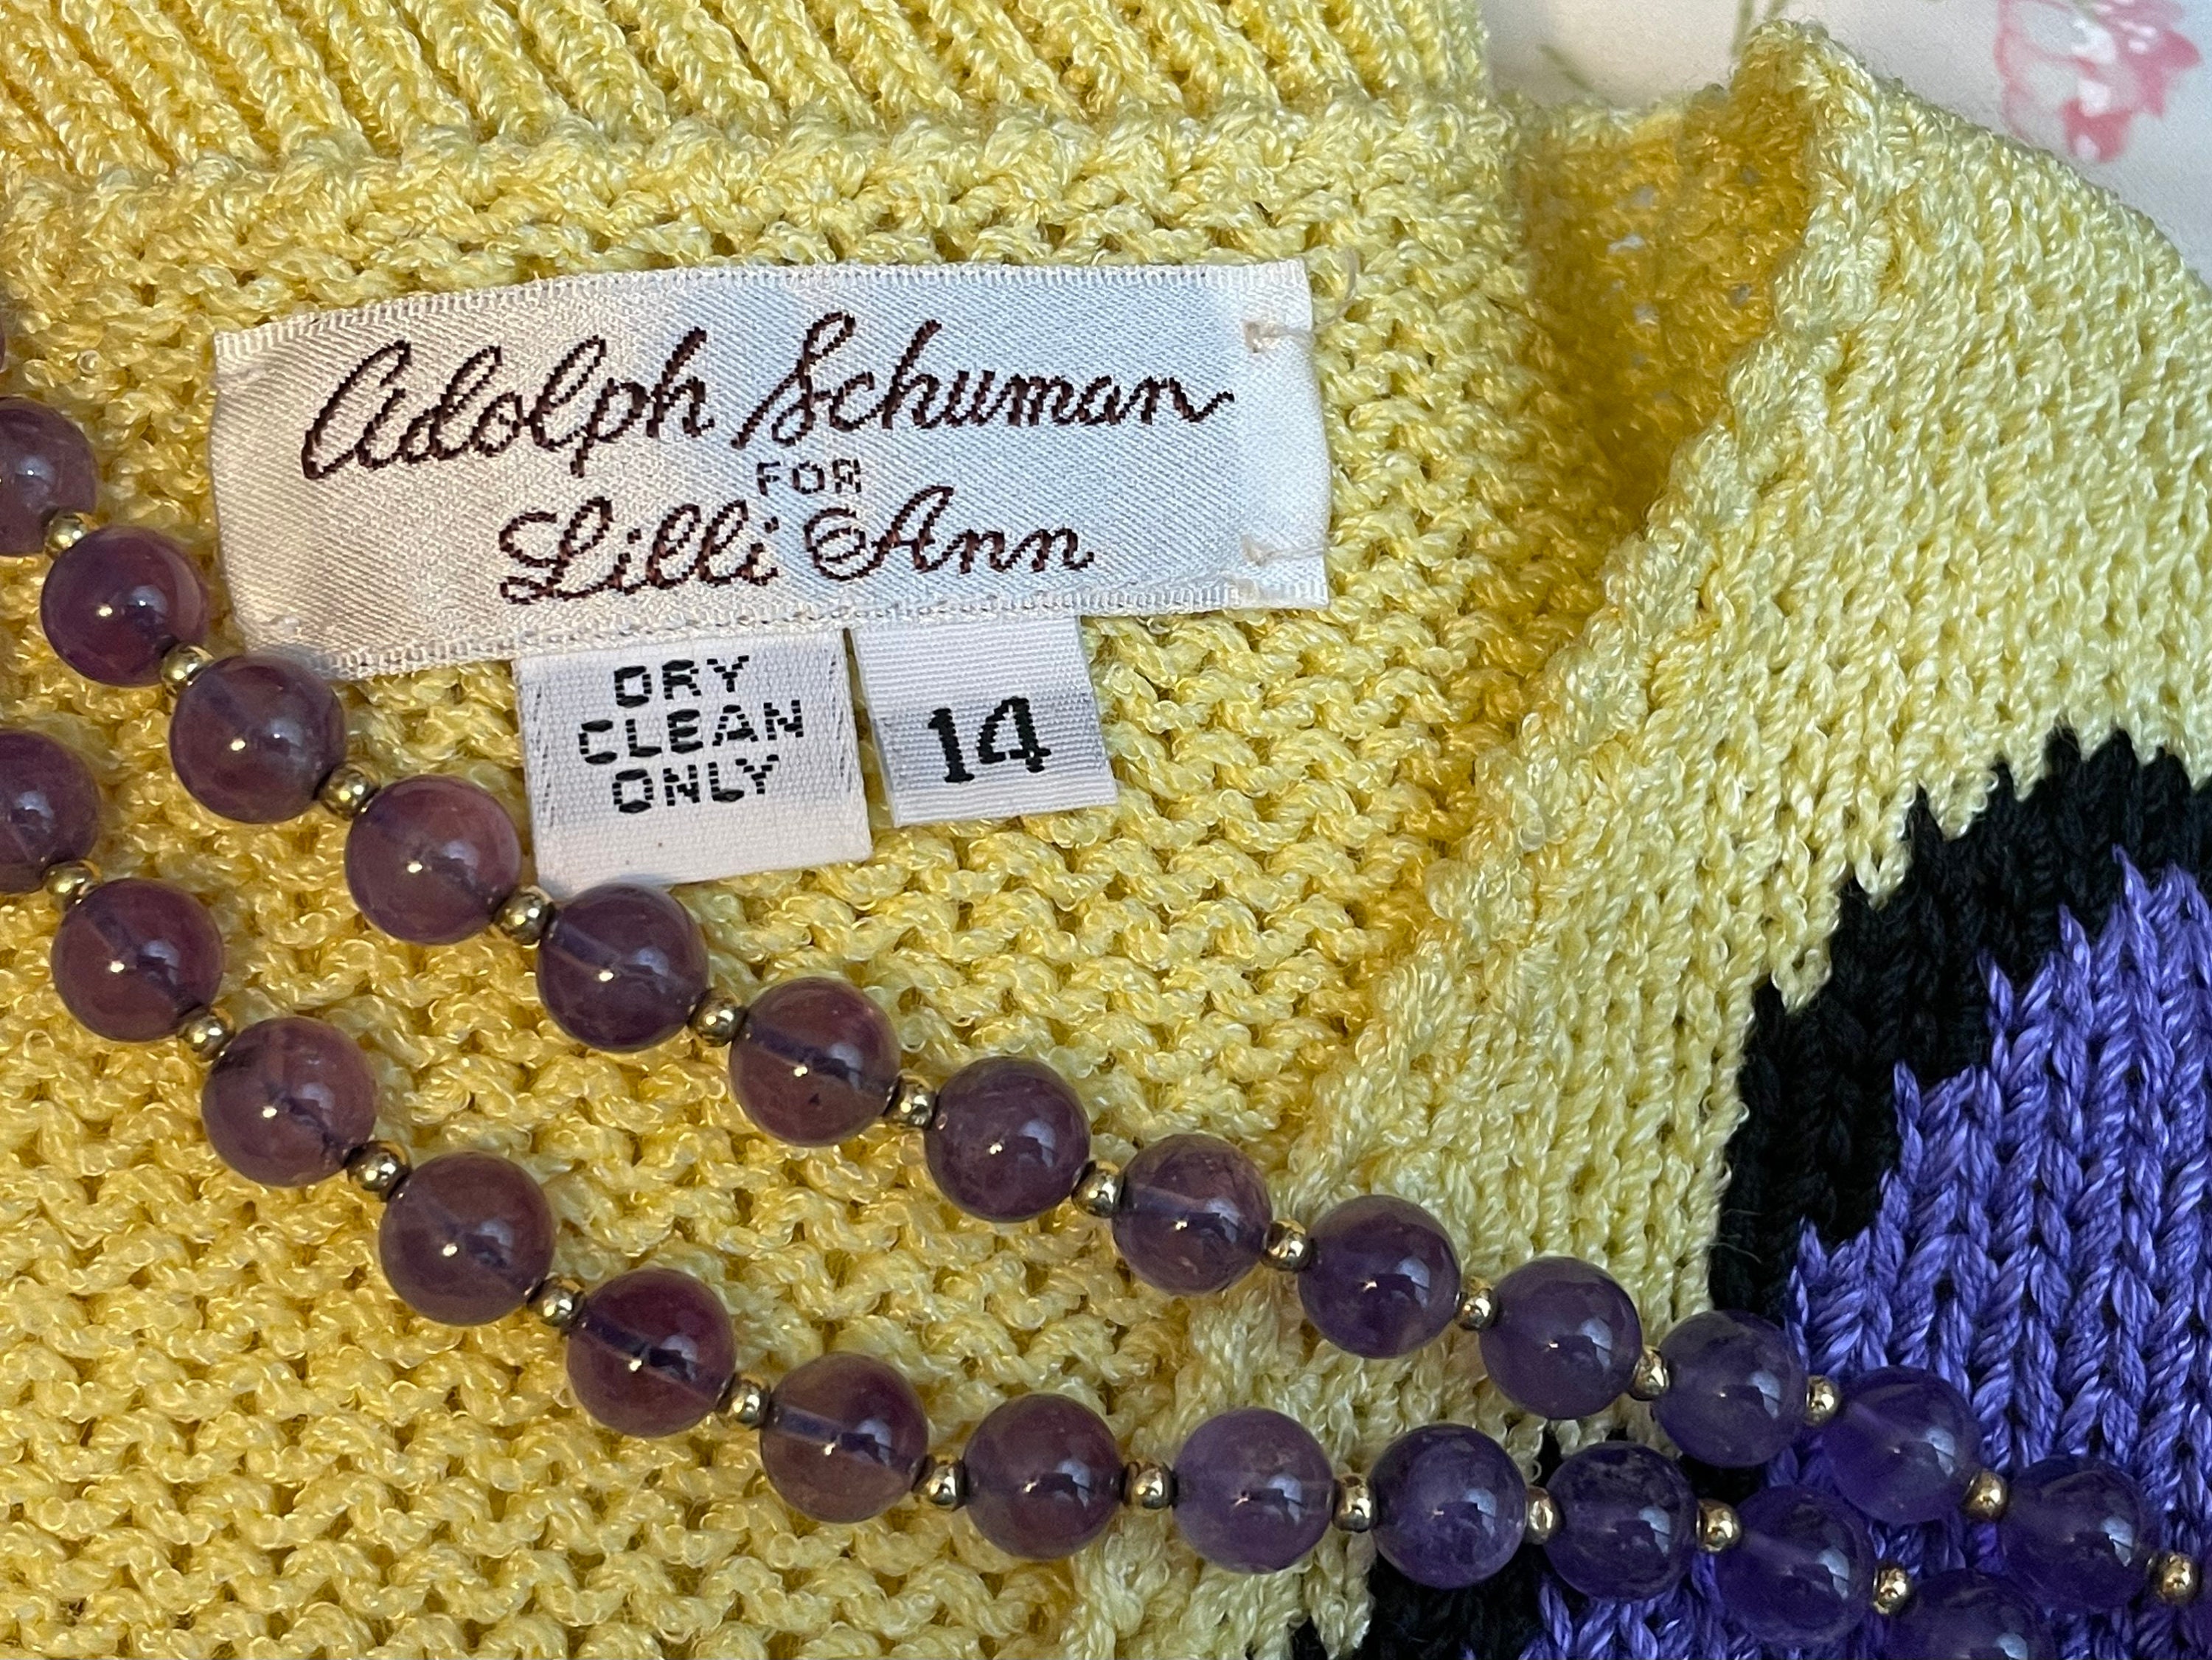 Adolph Schuman
FOR
Lilli Ann
DRY
CLEAN
ONLY
14